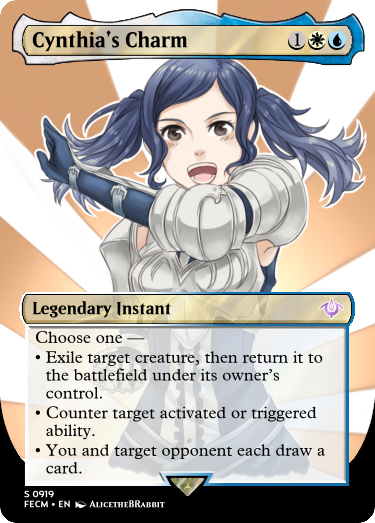 Cynthia's Charm 1
Legendary Instant
Choose one —
• Exile target creature, then return it to
the battlefield under its owner's
control.
• Counter target activated or triggered
ability.
• You and target opponent each draw a
card.
S 0919
FECM • EN AlicetheBRabbit